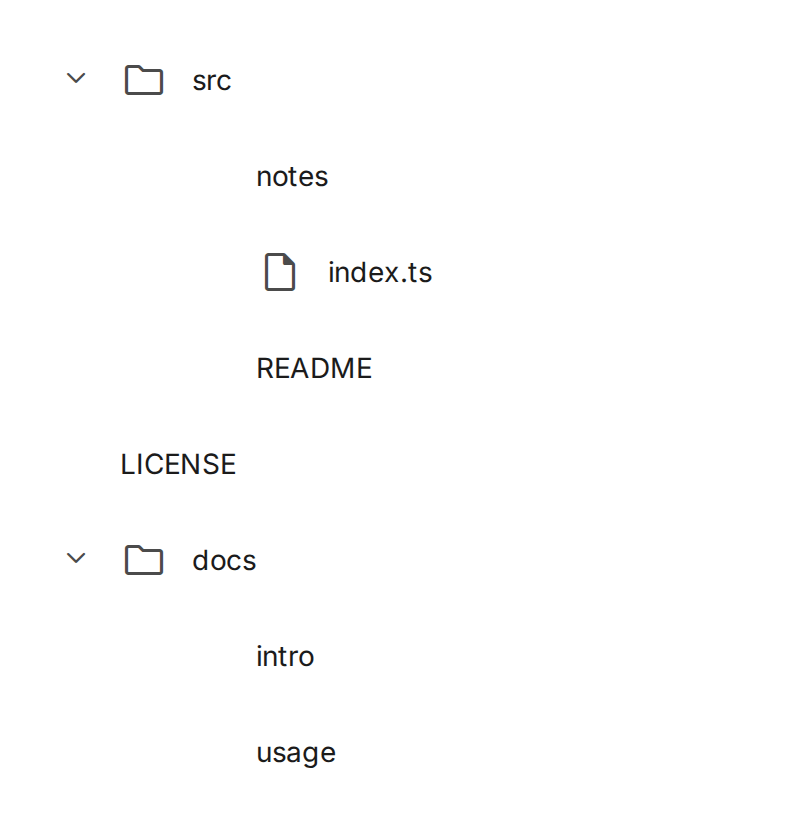 src
notes
index.ts
README
LICENSE
docs
intro
usage